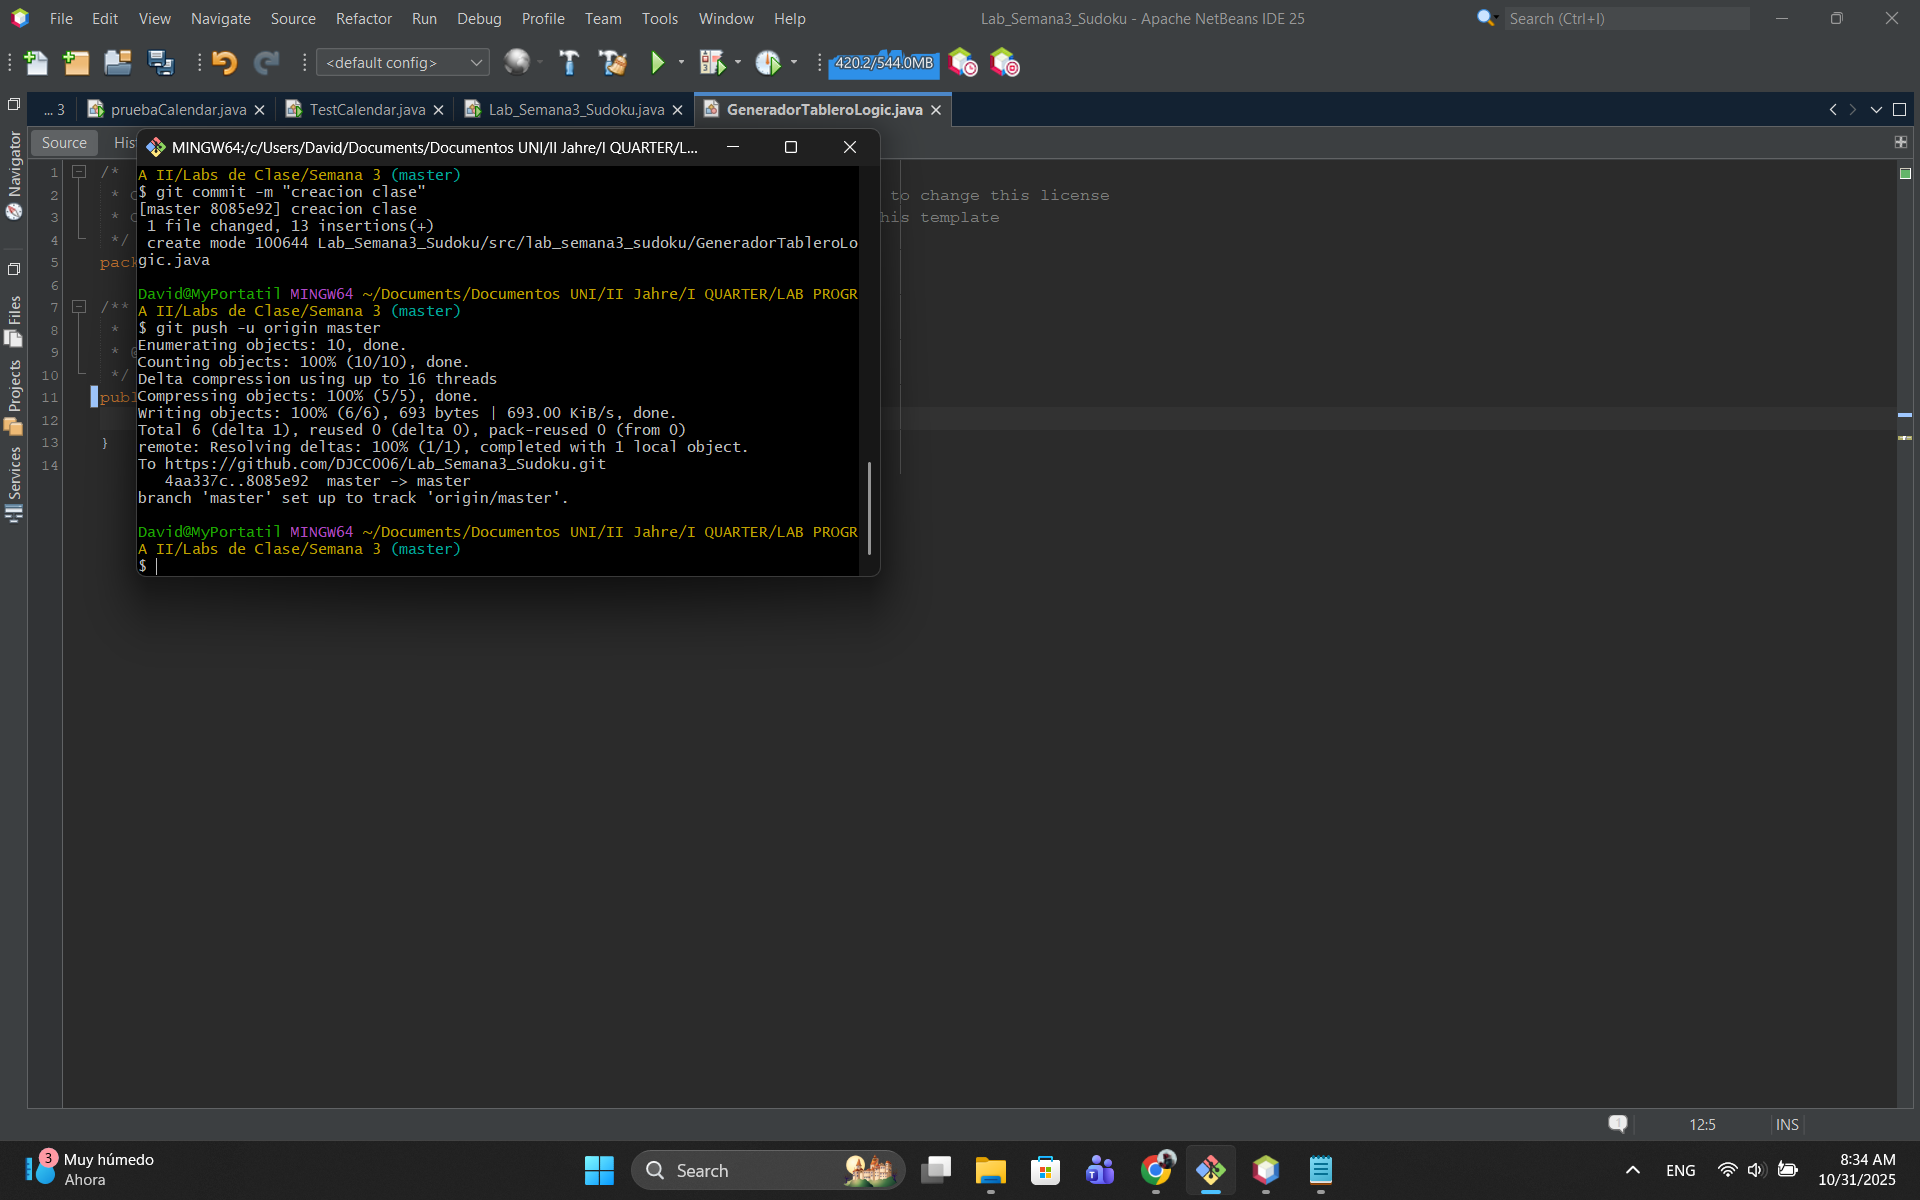 File Edit View Navigate Source Refactor Run Debug Profile Team Tools Window Help
Lab_Semana3_Sudoku - Apache NetBeans IDE 25
Search (Ctrl+I)
<default config>
420.2/544.0MB
... 3
pruebaCalendar.java
TestCalendar.java
Lab_Semana3_Sudoku.java
GeneradorTableroLogic.java
Source
His
Navigator
Files
Projects
Services
MINGW64:/c/Users/David/Documents/Documentos UNI/II Jahre/I QUARTER/L...
A II/Labs de Clase/Semana 3 (master)
$ git commit -m "creacion clase"
[master 8085e92] creacion clase
1 file changed, 13 insertions(+)
create mode 100644 Lab_Semana3_Sudoku/src/lab_semana3_sudoku/GeneradorTableroLo
gic.java
David@MyPortatil MINGW64 ~/Documents/Documentos UNI/II Jahre/I QUARTER/LAB PROGR
A II/Labs de Clase/Semana 3 (master)
$ git push -u origin master
Enumerating objects: 10, done.
Counting objects: 100% (10/10), done.
Delta compression using up to 16 threads
Compressing objects: 100% (5/5), done.
Writing objects: 100% (6/6), 693 bytes | 693.00 KiB/s, done.
Total 6 (delta 1), reused 0 (delta 0), pack-reused 0 (from 0)
remote: Resolving deltas: 100% (1/1), completed with 1 local object.
To https://github.com/DJCC006/Lab_Semana3_Sudoku.git
4aa337c..8085e92 master -> master
branch 'master' set up to track 'origin/master'.
David@MyPortatil MINGW64 ~/Documents/Documentos UNI/II Jahre/I QUARTER/LAB PROGR
A II/Labs de Clase/Semana 3 (master)
$
1 /*
2 * to change this license
3 * his template
4 */
5 pack
6
7 /**
8 *
9 * @
10 */
11 publ
12
13 }
14
12:5
INS
3
Muy húmedo
Ahora
Search
ENG
8:34 AM
10/31/2025